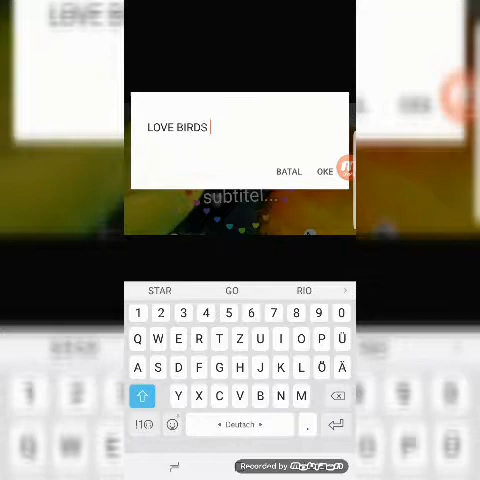 LOVE BIRDS
BATAL OKE
subtitel...
STAR GO RIO
1 2 3 4 5 6 7 8 9 0
Q W E R T Z U I O P Ü
A S D F G H J K L Ö Ä
Y X C V B N M
!1☺ Deutsch .
Recorded by Mobizen